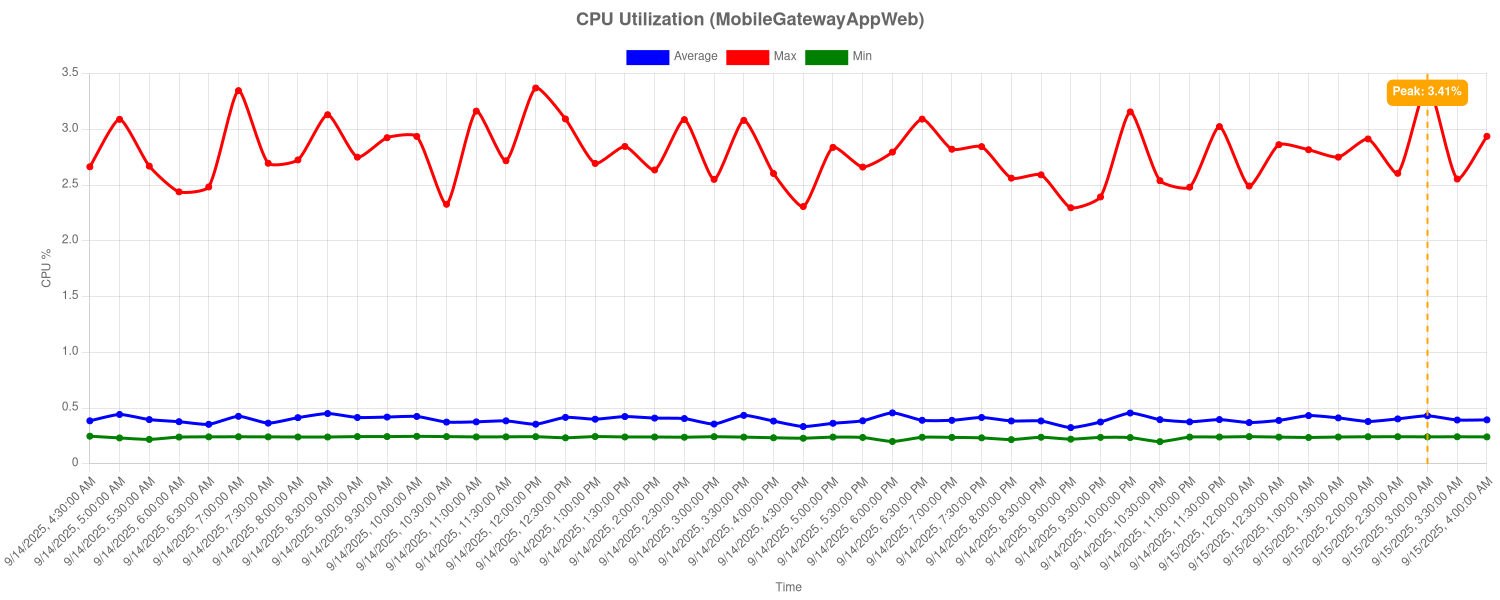 CPU Utilization (MobileGatewayAppWeb)
Average Max Min
3.5
3.0
2.5
2.0
1.5
1.0
0.5
0
CPU %
Peak: 3.41%
9/14/2025, 4:30:00 AM
9/14/2025, 5:00:00 AM
9/14/2025, 5:30:00 AM
9/14/2025, 6:00:00 AM
9/14/2025, 6:30:00 AM
9/14/2025, 7:00:00 AM
9/14/2025, 7:30:00 AM
9/14/2025, 8:00:00 AM
9/14/2025, 8:30:00 AM
9/14/2025, 9:00:00 AM
9/14/2025, 9:30:00 AM
9/14/2025, 10:00:00 AM
9/14/2025, 10:30:00 AM
9/14/2025, 11:00:00 AM
9/14/2025, 11:30:00 AM
9/14/2025, 12:00:00 PM
9/14/2025, 12:30:00 PM
9/14/2025, 1:00:00 PM
9/14/2025, 1:30:00 PM
9/14/2025, 2:00:00 PM
9/14/2025, 2:30:00 PM
9/14/2025, 3:00:00 PM
9/14/2025, 3:30:00 PM
9/14/2025, 4:00:00 PM
9/14/2025, 4:30:00 PM
9/14/2025, 5:00:00 PM
9/14/2025, 5:30:00 PM
9/14/2025, 6:00:00 PM
9/14/2025, 6:30:00 PM
9/14/2025, 7:00:00 PM
9/14/2025, 7:30:00 PM
9/14/2025, 8:00:00 PM
9/14/2025, 8:30:00 PM
9/14/2025, 9:00:00 PM
9/14/2025, 9:30:00 PM
9/14/2025, 10:00:00 PM
9/14/2025, 10:30:00 PM
9/14/2025, 11:00:00 PM
9/14/2025, 11:30:00 PM
9/15/2025, 12:00:00 AM
9/15/2025, 12:30:00 AM
9/15/2025, 1:00:00 AM
9/15/2025, 1:30:00 AM
9/15/2025, 2:00:00 AM
9/15/2025, 2:30:00 AM
9/15/2025, 3:00:00 AM
9/15/2025, 3:30:00 AM
9/15/2025, 4:00:00 AM
Time